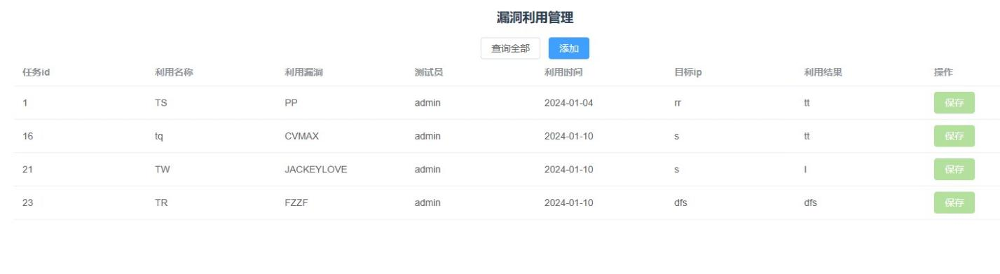 漏洞利用管理
查询全部 添加
任务id 利用名称 利用漏洞 测试员 利用时间 目标ip 利用结果 操作
1 TS PP admin 2024-01-04 rr tt 保存
16 tq CVMAX admin 2024-01-10 s tt 保存
21 TW JACKEYLOVE admin 2024-01-10 s l 保存
23 TR FZZF admin 2024-01-10 dfs dfs 保存